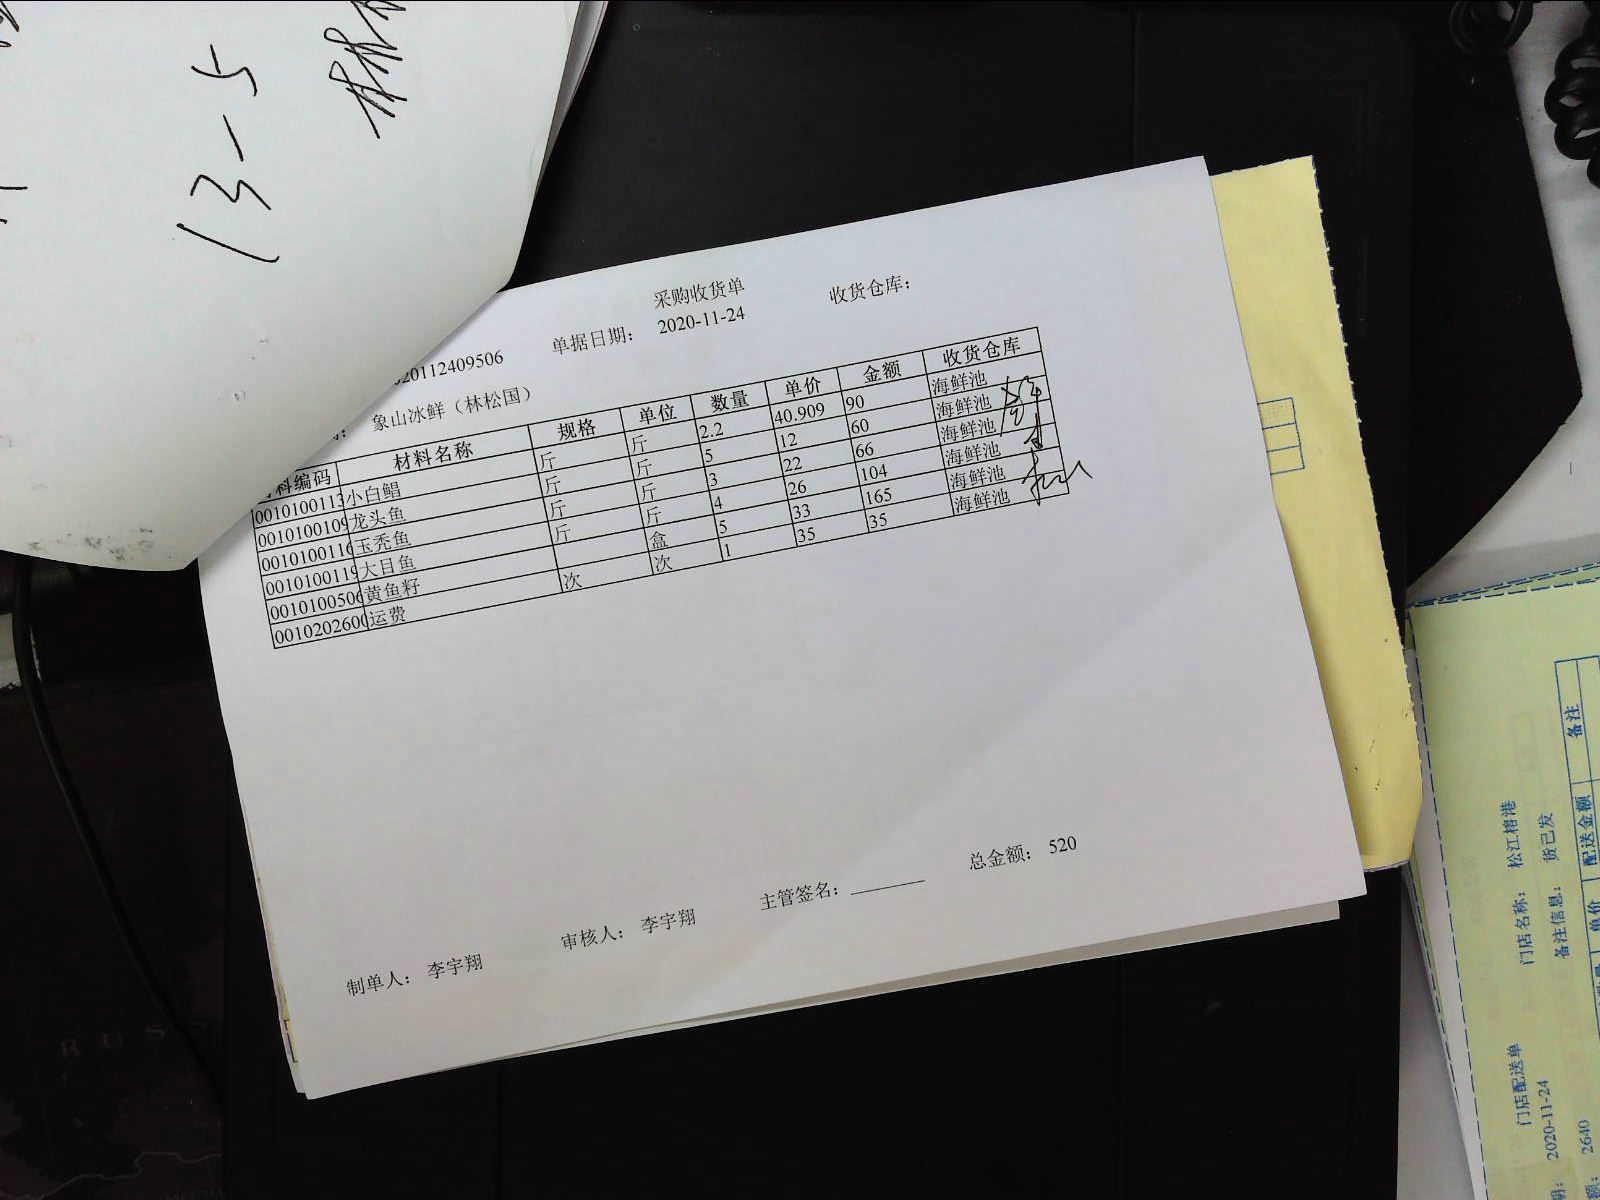 13-5
采购收货单
收货仓库：
单据日期： 2020-11-24
20112409506
象山冰鲜（林松国）
料编码 材料名称 规格 单位 数量 单价 金额 收货仓库
0010100113 小白鲳 斤 斤 2.2 40.909 90 海鲜池
0010100109 龙头鱼 斤 斤 5 12 60 海鲜池
001010011 玉秃鱼 斤 斤 3 22 66 海鲜池
0010100119 大目鱼 斤 斤 4 26 104 海鲜池
001010050 黄鱼籽 盒 5 33 165 海鲜池
001020260 运费 次 次 1 35 35 海鲜池
总金额： 520
制单人： 李宇翔 审核人： 李宇翔 主管签名：
门店配送单
2020-11-24
门店名称： 松江榕港
2640
备注信息： 货已发
单价 配送金额 备注
RUS